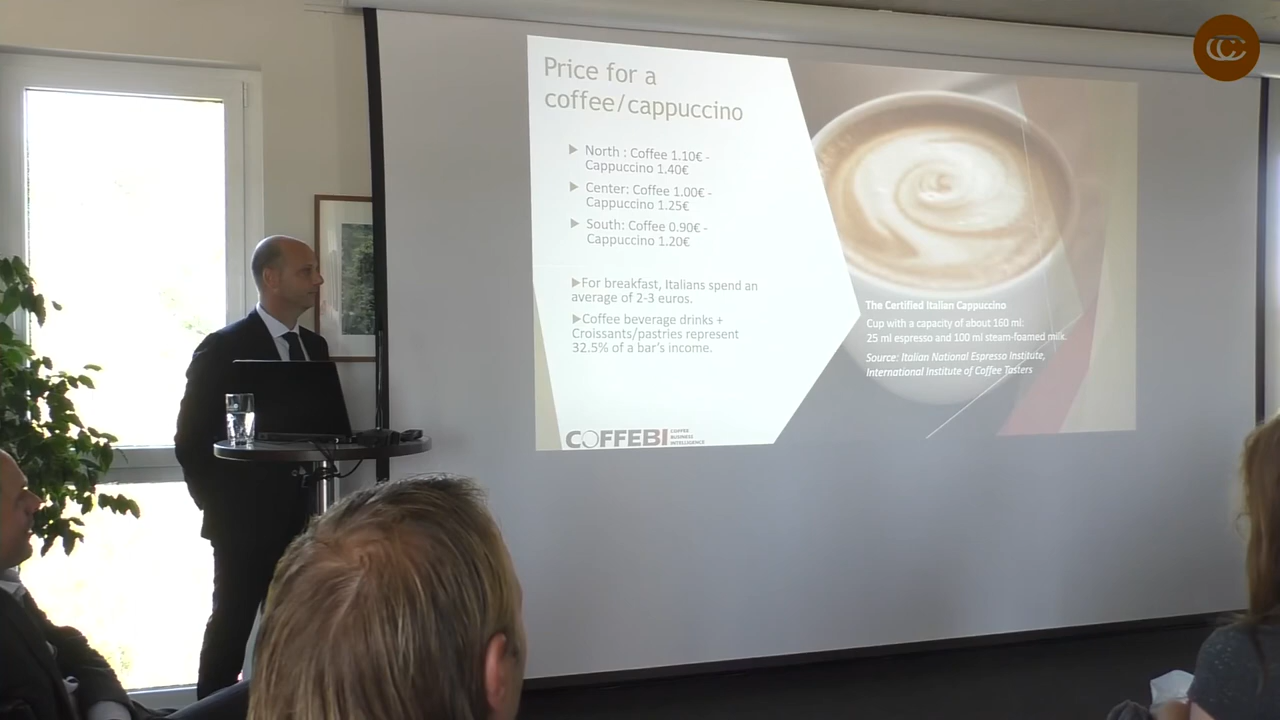 Price for a
coffee/cappuccino
North : Coffee 1.10€ -
Cappuccino 1.40€
Center: Coffee 1.00€ -
Cappuccino 1.25€
South: Coffee 0.90€ -
Cappuccino 1.20€
For breakfast, Italians spend an
average of 2-3 euros.
Coffee beverage drinks +
Croissants/pastries represent
32.5% of a bar's income.
COFFEBI COFFEE
BUSINESS
INTELLIGENCE
The Certified Italian Cappuccino
Cup with a capacity of about 160 ml:
25 ml espresso and 100 ml steam-foamed milk.
Source: Italian National Espresso Institute,
International Institute of Coffee Tasters